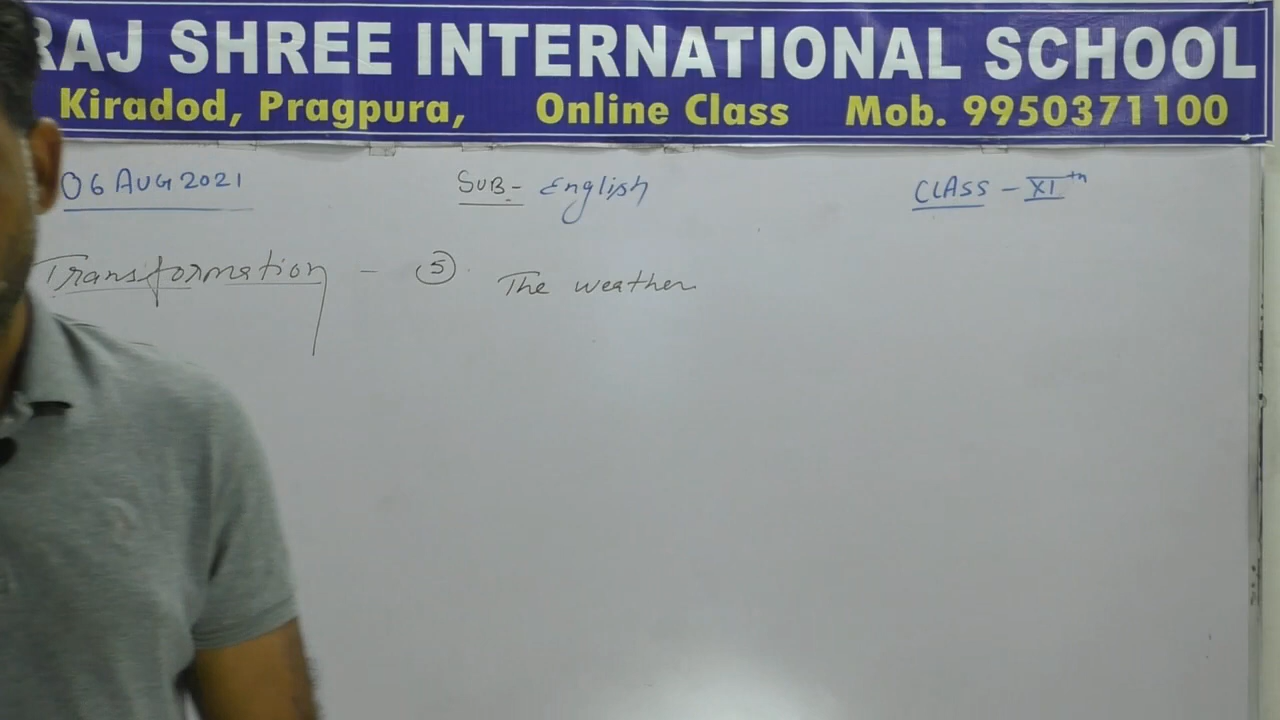 RAJ SHREE INTERNATIONAL SCHOOL
Kiradod, Pragpura, Online Class Mob. 9950371100
06 AUG 2021 SUB- English CLASS - XIth
Transformation - 5 The weather